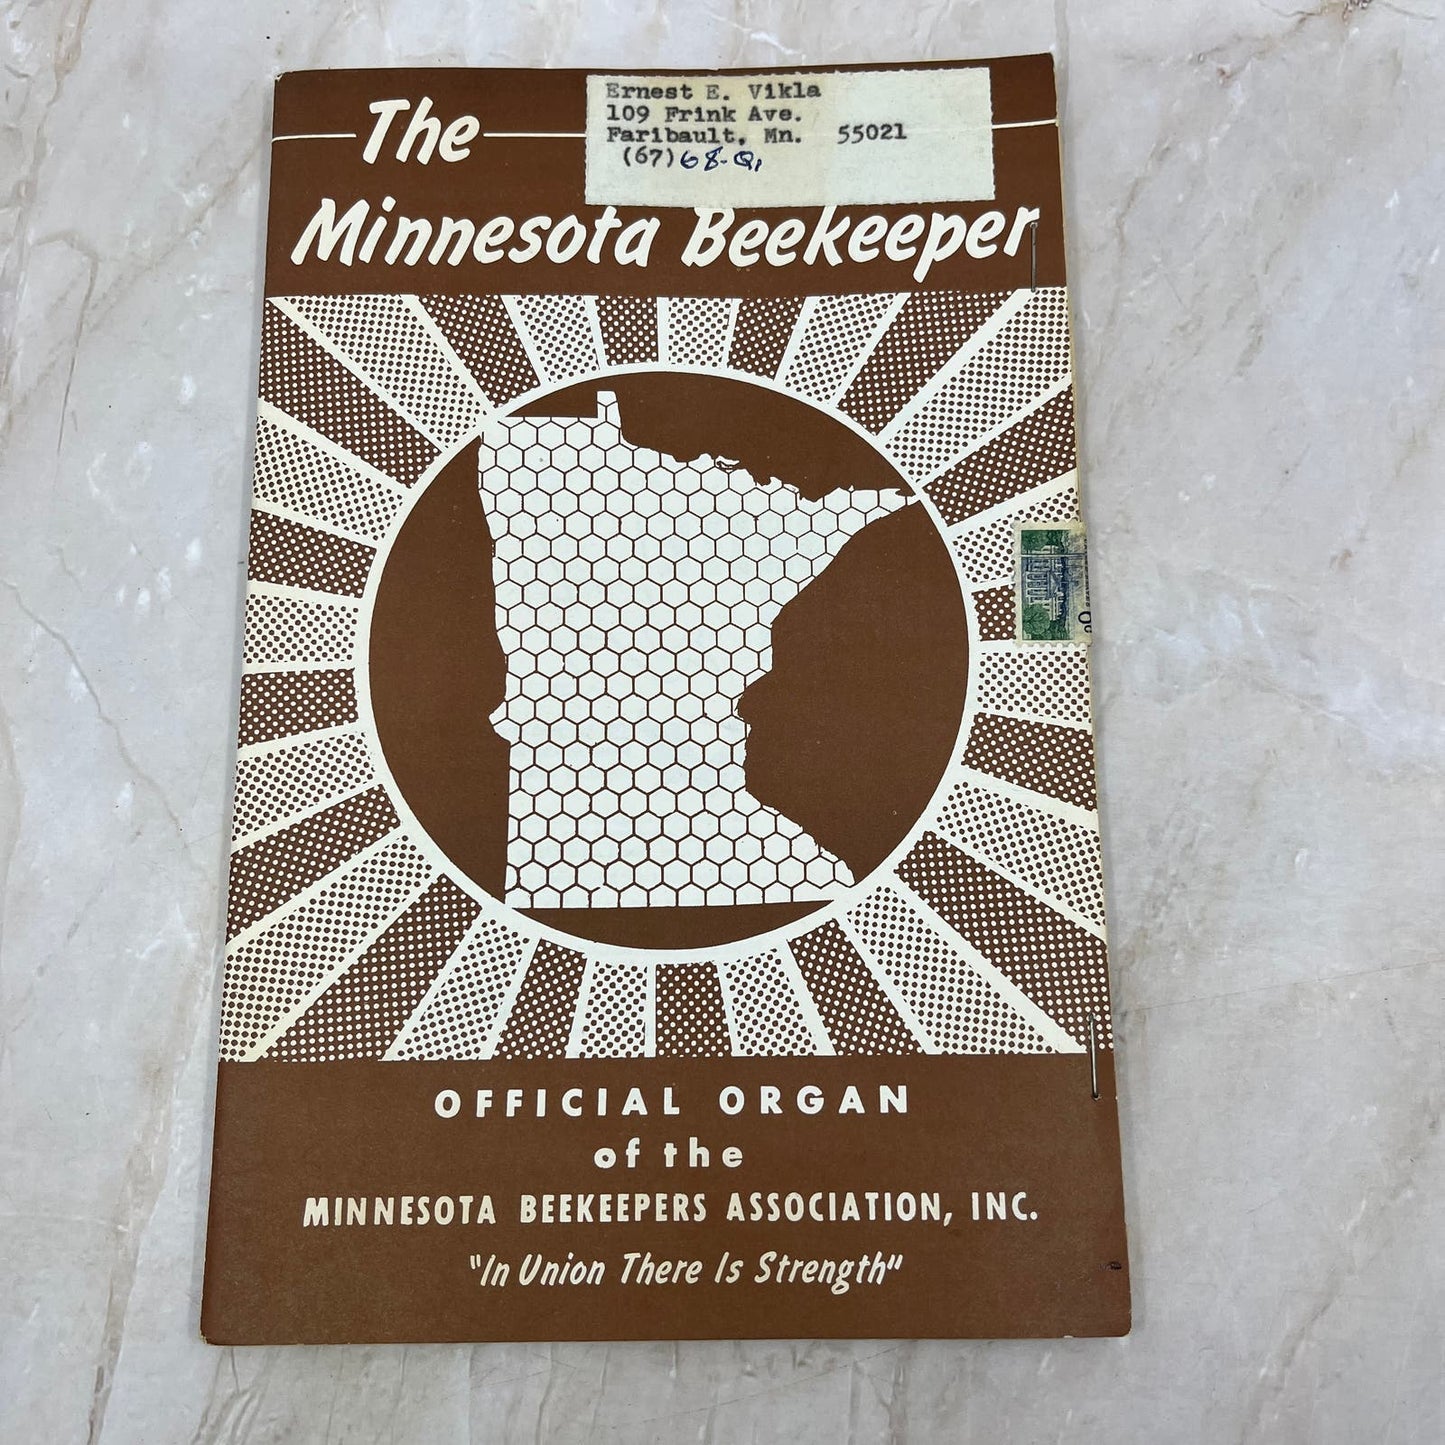 Ernest E. Vikla
109 Frink Ave.
Faribault, Mn. 55021
(67) 68-Q,
The
Minnesota Beekeeper
OFFICIAL ORGAN
of the
MINNESOTA BEEKEEPERS ASSOCIATION, INC.
"In Union There Is Strength"